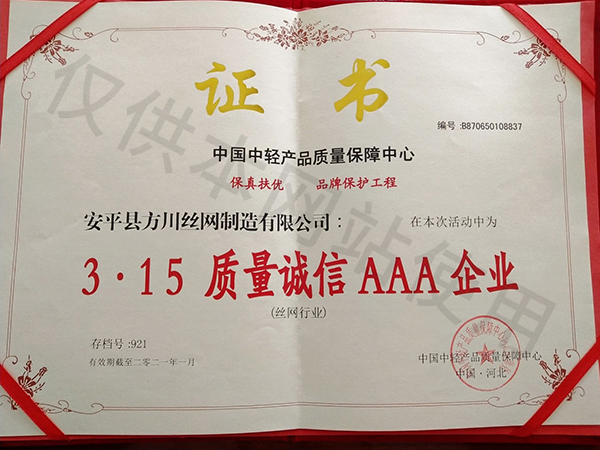 证书
编号:B870650108837
中国中轻产品质量保障中心
保真扶优 品牌保护工程
安平县方川丝网制造有限公司：
在本次活动中为
3·15 质量诚信 AAA 企业
(丝网行业)
存档号:921
有效期截至二零二一年一月
中国中轻产品质量保障中心
中国·河北
仅供本网站使用